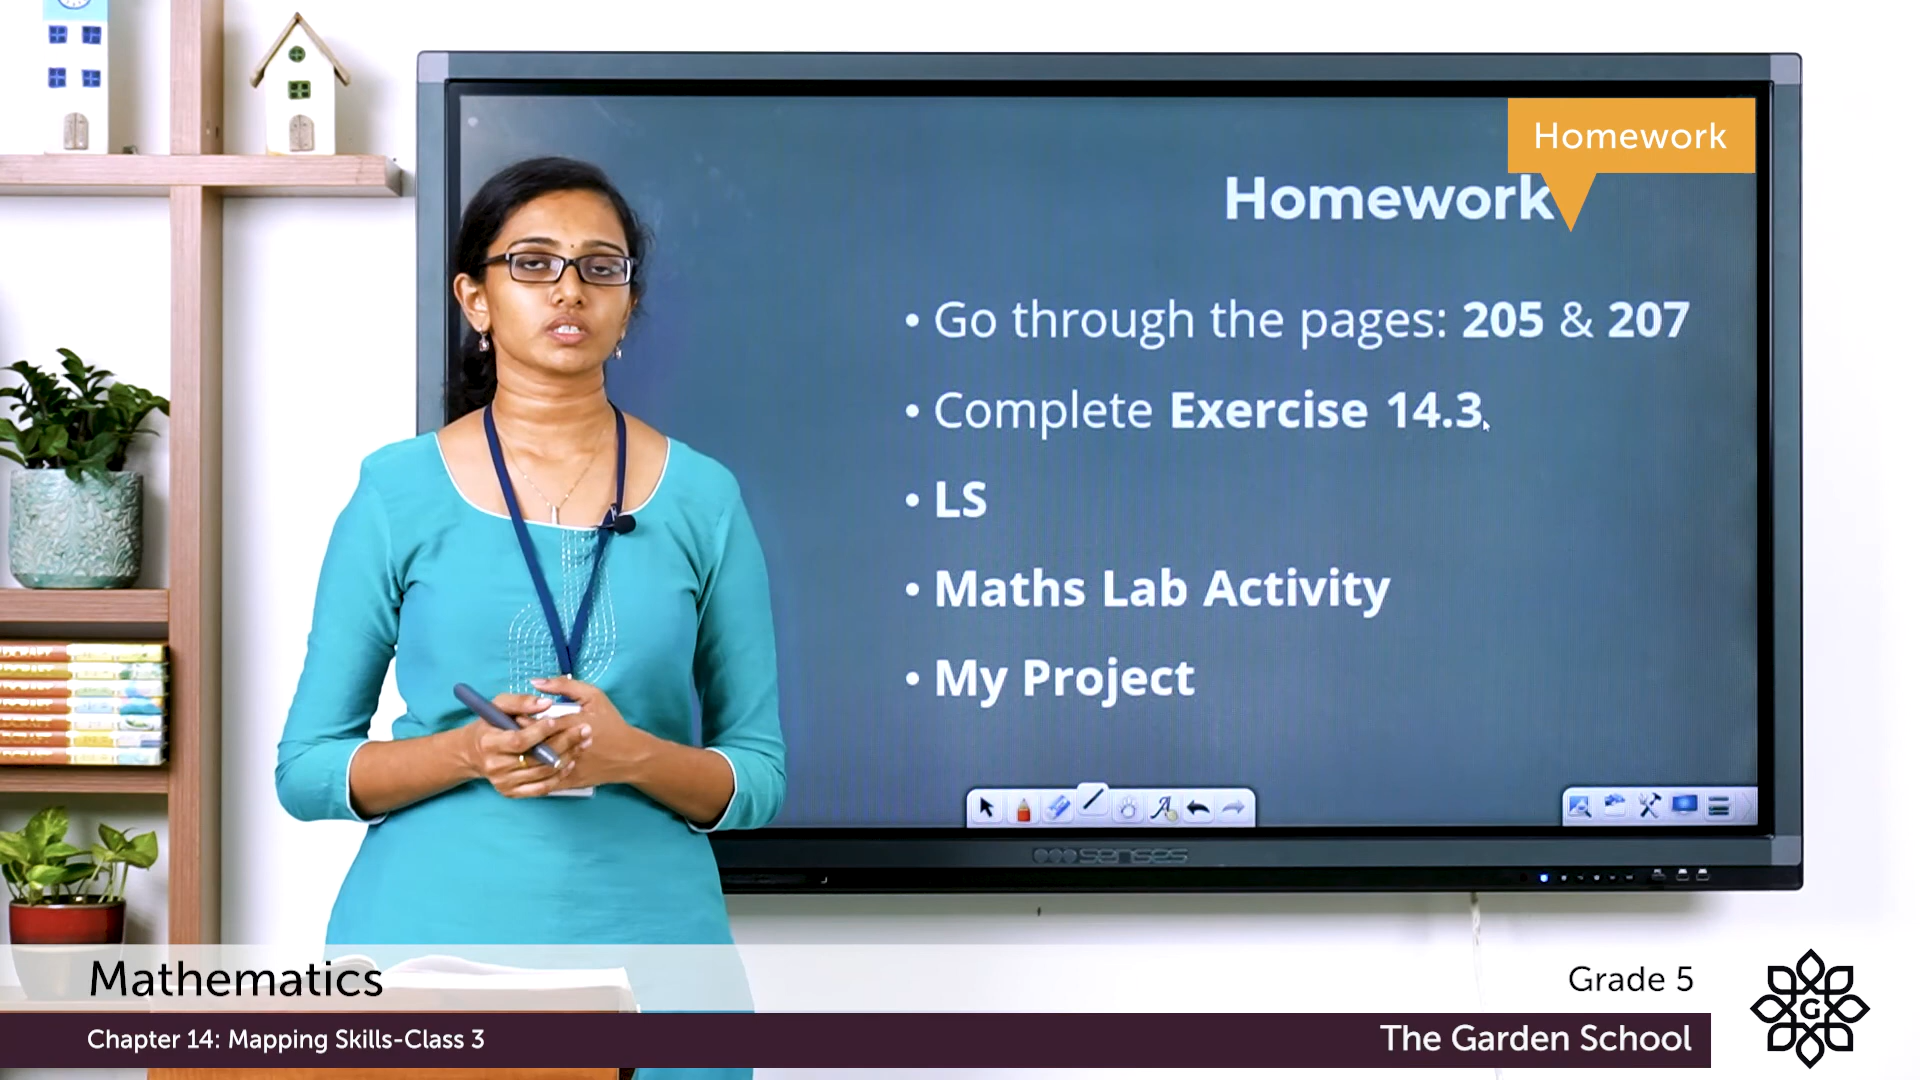 Homework
Homework
• Go through the pages: 205 & 207
• Complete Exercise 14.3
• LS
• Maths Lab Activity
• My Project
senses
Mathematics
Grade 5
Chapter 14: Mapping Skills-Class 3
The Garden School
G